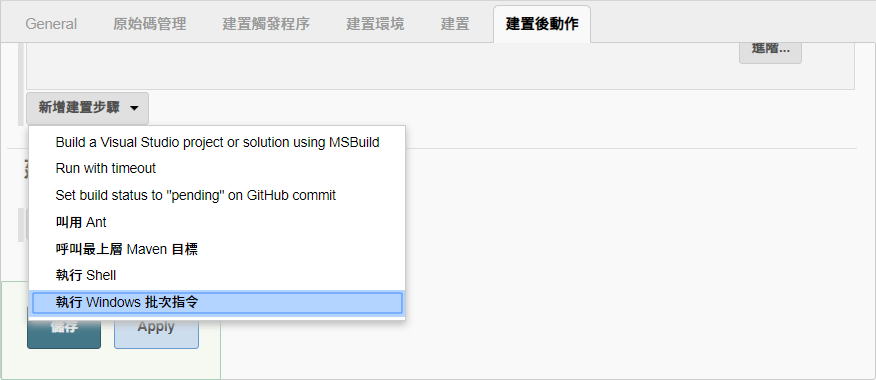 General 原始碼管理 建置觸發程序 建置環境 建置 建置後動作
進階...
新增建置步驟
Build a Visual Studio project or solution using MSBuild
Run with timeout
Set build status to "pending" on GitHub commit
叫用 Ant
呼叫最上層 Maven 目標
執行 Shell
執行 Windows 批次指令
儲存 Apply